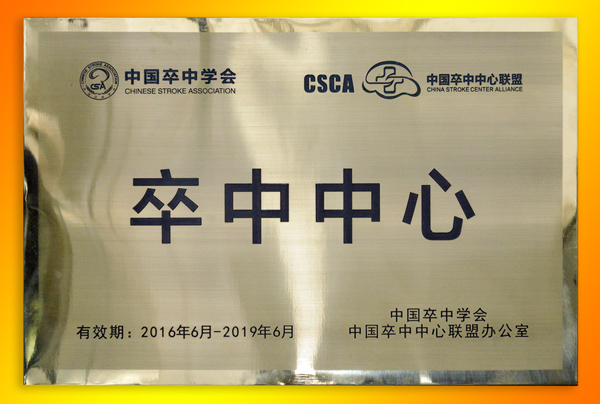 中国卒中学会
CHINESE STROKE ASSOCIATION
CSA
CSCA
中国卒中中心联盟
CHINA STROKE CENTER ALLIANCE
卒中中心
有效期：2016年6月-2019年6月
中国卒中学会
中国卒中中心联盟办公室